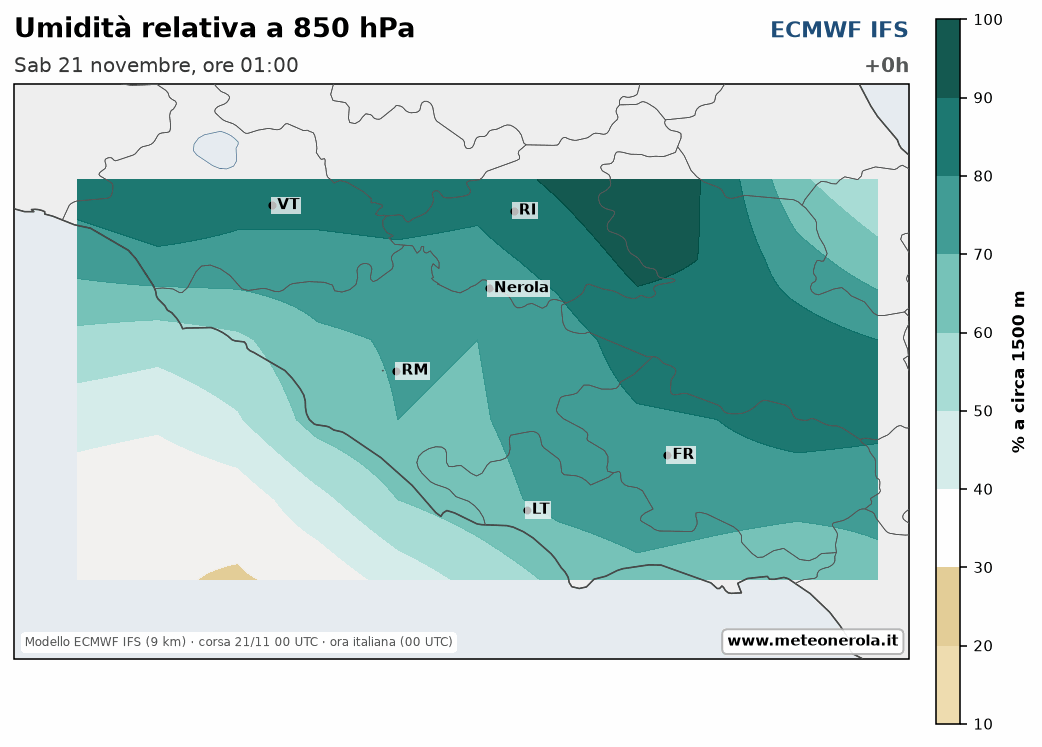 Umidità relativa a 850 hPa
ECMWF IFS
Sab 21 novembre, ore 01:00
+0h
VT
RI
Nerola
RM
FR
LT
100
90
80
70
60
50
40
30
20
10
% a circa 1500 m
Modello ECMWF IFS (9 km) · corsa 21/11 00 UTC · ora italiana (00 UTC)
www.meteonerola.it